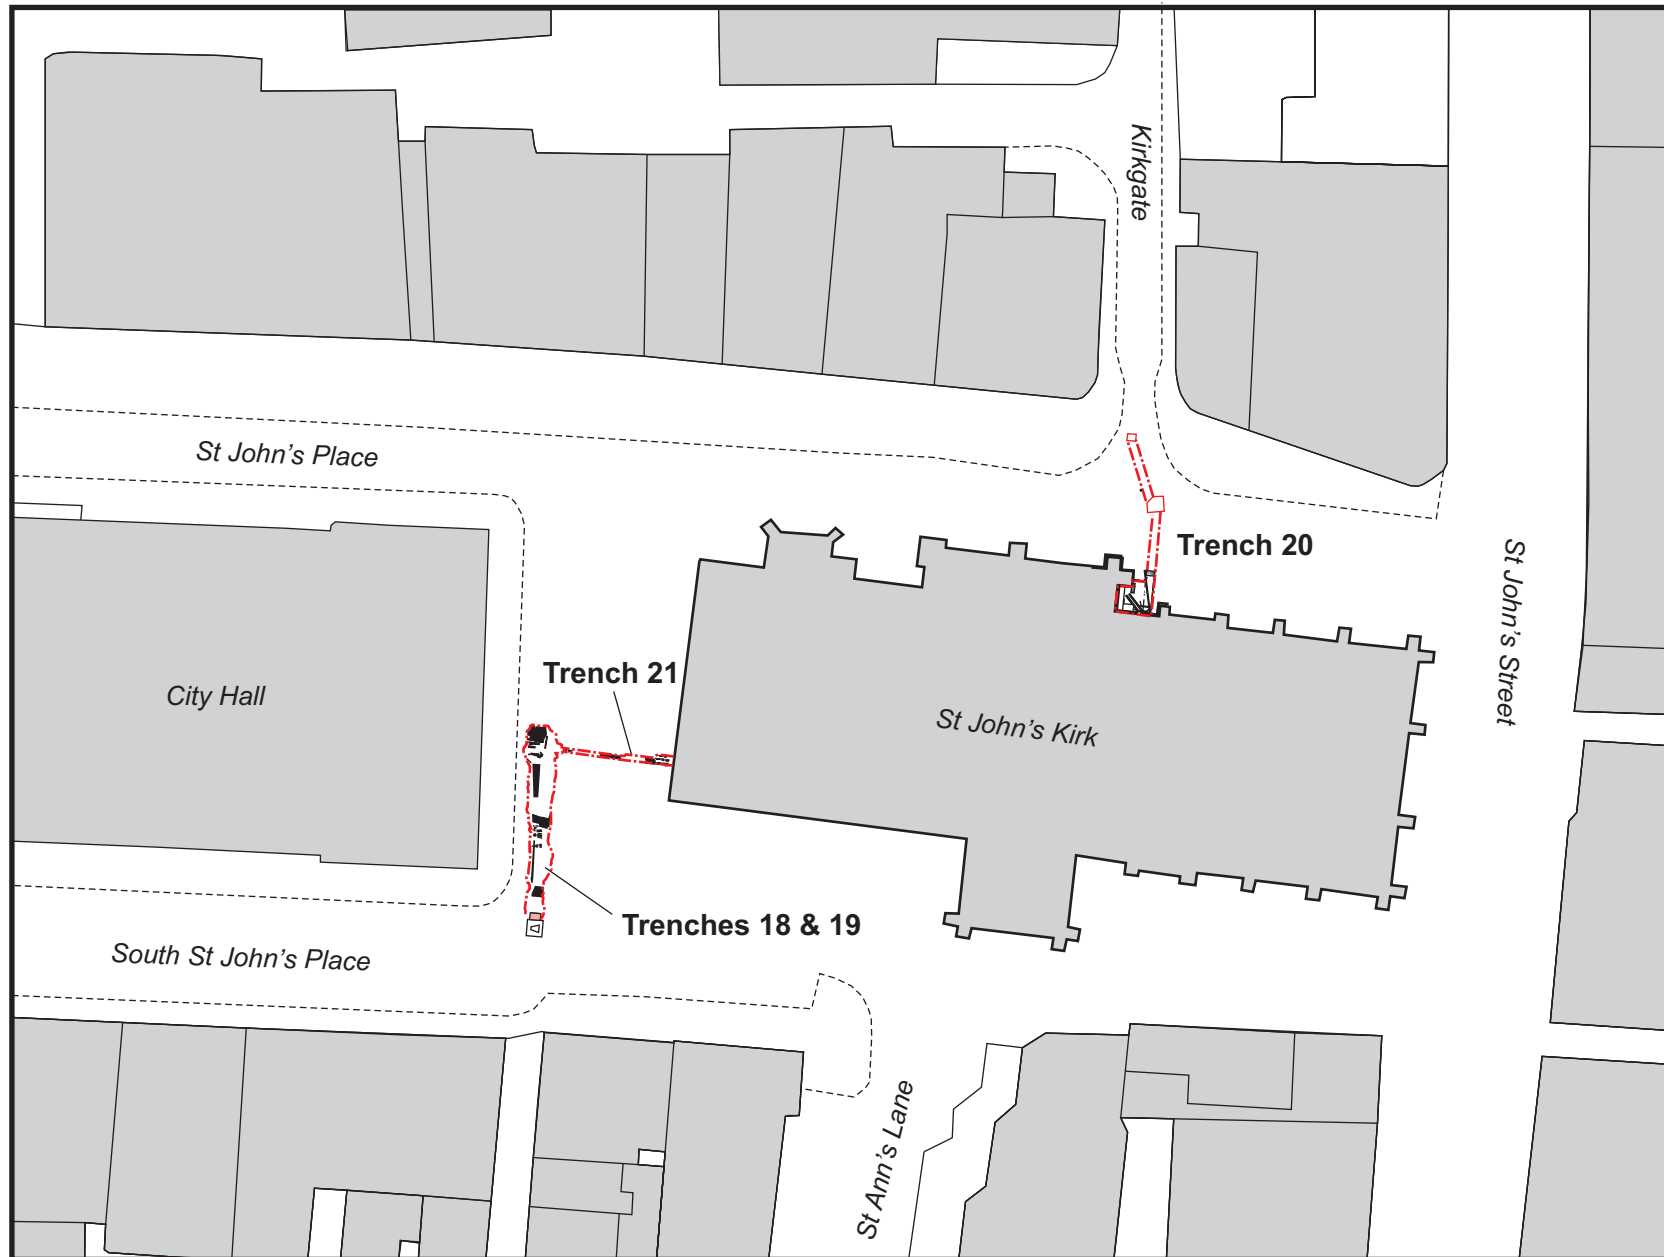 Kirkgate
St John's Place
Trench 20
St John's Street
Trench 21
City Hall
St John's Kirk
Trenches 18 & 19
South St John's Place
St Ann's Lane